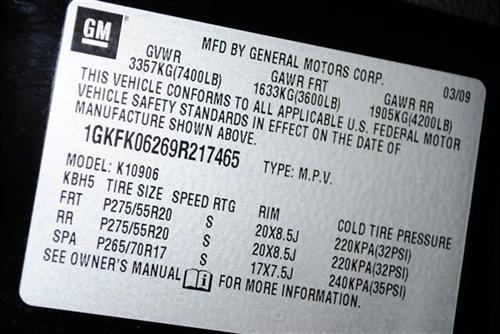 GM
MFD BY GENERAL MOTORS CORP. 03/09
GVWR GAWR FRT GAWR RR
3357KG(7400LB) 1633KG(3600LB) 1905KG(4200LB)
THIS VEHICLE CONFORMS TO ALL APPLICABLE U.S. FEDERAL MOTOR
VEHICLE SAFETY STANDARDS IN EFFECT ON THE DATE OF
MANUFACTURE SHOWN ABOVE.
1GKFK06269R217465 TYPE: M.P.V.
MODEL: K10906
KBH5 TIRE SIZE SPEED RTG RIM COLD TIRE PRESSURE
FRT P275/55R20 S 20X8.5J 220KPA(32PSI)
RR P275/55R20 S 20X8.5J 220KPA(32PSI)
SPA P265/70R17 S 17X7.5J 240KPA(35PSI)
SEE OWNER'S MANUAL FOR MORE INFORMATION.